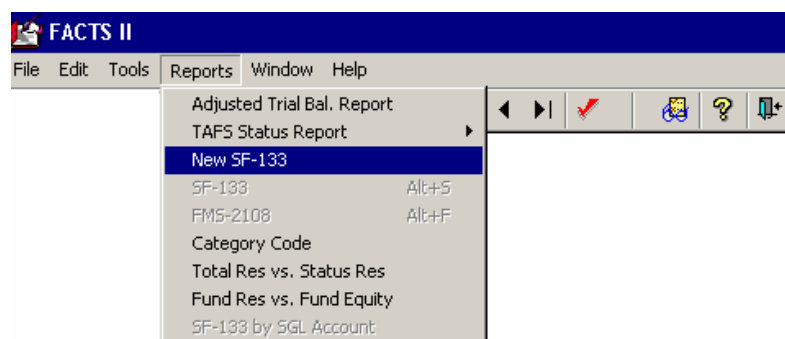 FACTS II
File Edit Tools Reports Window Help
Adjusted Trial Bal. Report
TAFS Status Report
New SF-133
SF-133 Alt+S
FMS-2108 Alt+F
Category Code
Total Res vs. Status Res
Fund Res vs. Fund Equity
SF-133 by SGL Account